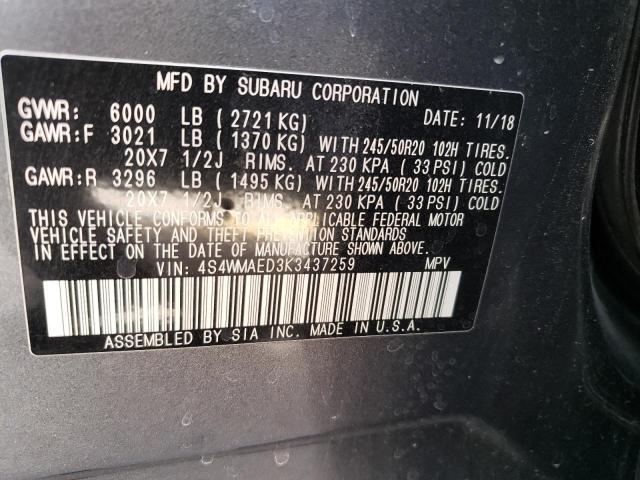 MFD BY SUBARU CORPORATION
GVWR: 6000 LB ( 2721 KG) DATE: 11/18
GAWR: F 3021 LB ( 1370 KG) WITH 245/50R20 102H TIRES.
20X7 1/2J RIMS. AT 230 KPA ( 33 PSI) COLD
GAWR: R 3296 LB ( 1495 KG) WITH 245/50R20 102H TIRES.
20X7 1/2J RIMS. AT 230 KPA ( 33 PSI) COLD
THIS VEHICLE CONFORMS TO ALL APPLICABLE FEDERAL MOTOR
VEHICLE SAFETY AND THEFT PREVENTION STANDARDS
IN EFFECT ON THE DATE OF MANUFACTURE SHOWN ABOVE.
VIN: 4S4WMAED3K3437259 MPV
ASSEMBLED BY SIA INC. MADE IN U.S.A.